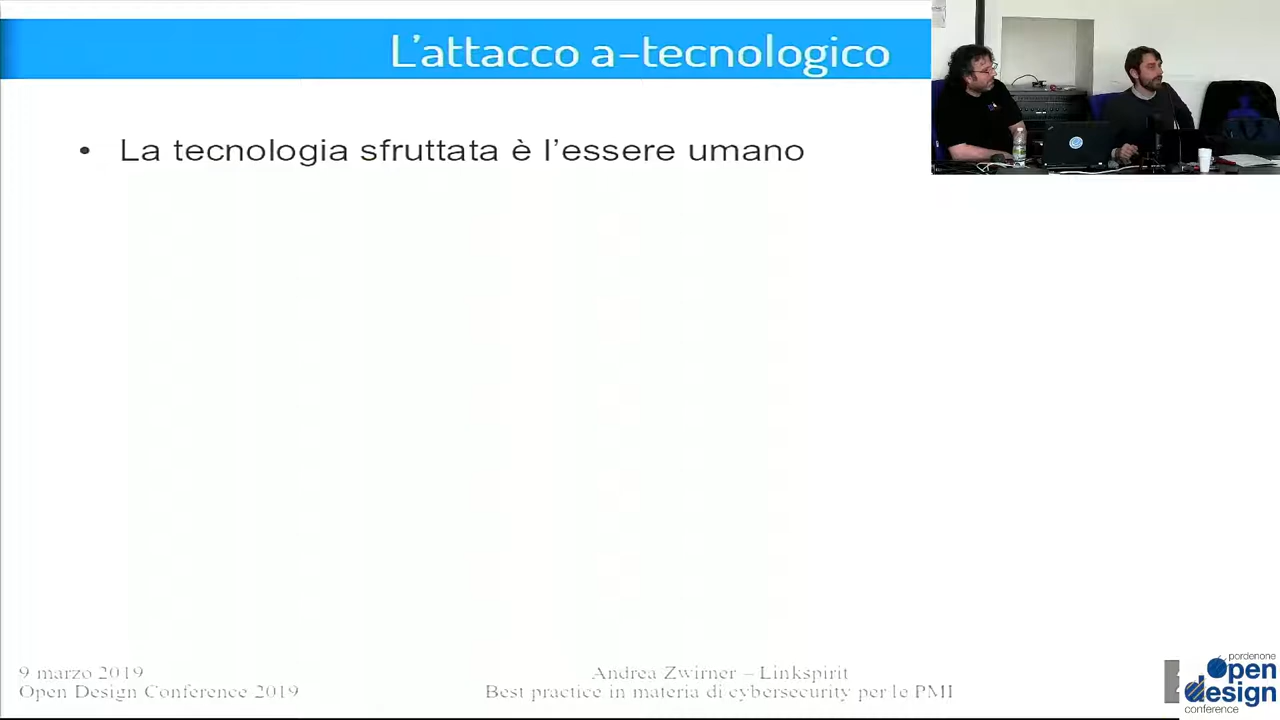 L'attacco a-tecnologico
• La tecnologia sfruttata è l'essere umano
9 marzo 2019
Open Design Conference 2019
Andrea Zwirner – Linkspirit
Best practice in materia di cybersecurity per le PMI
pordenone
open
design
conference